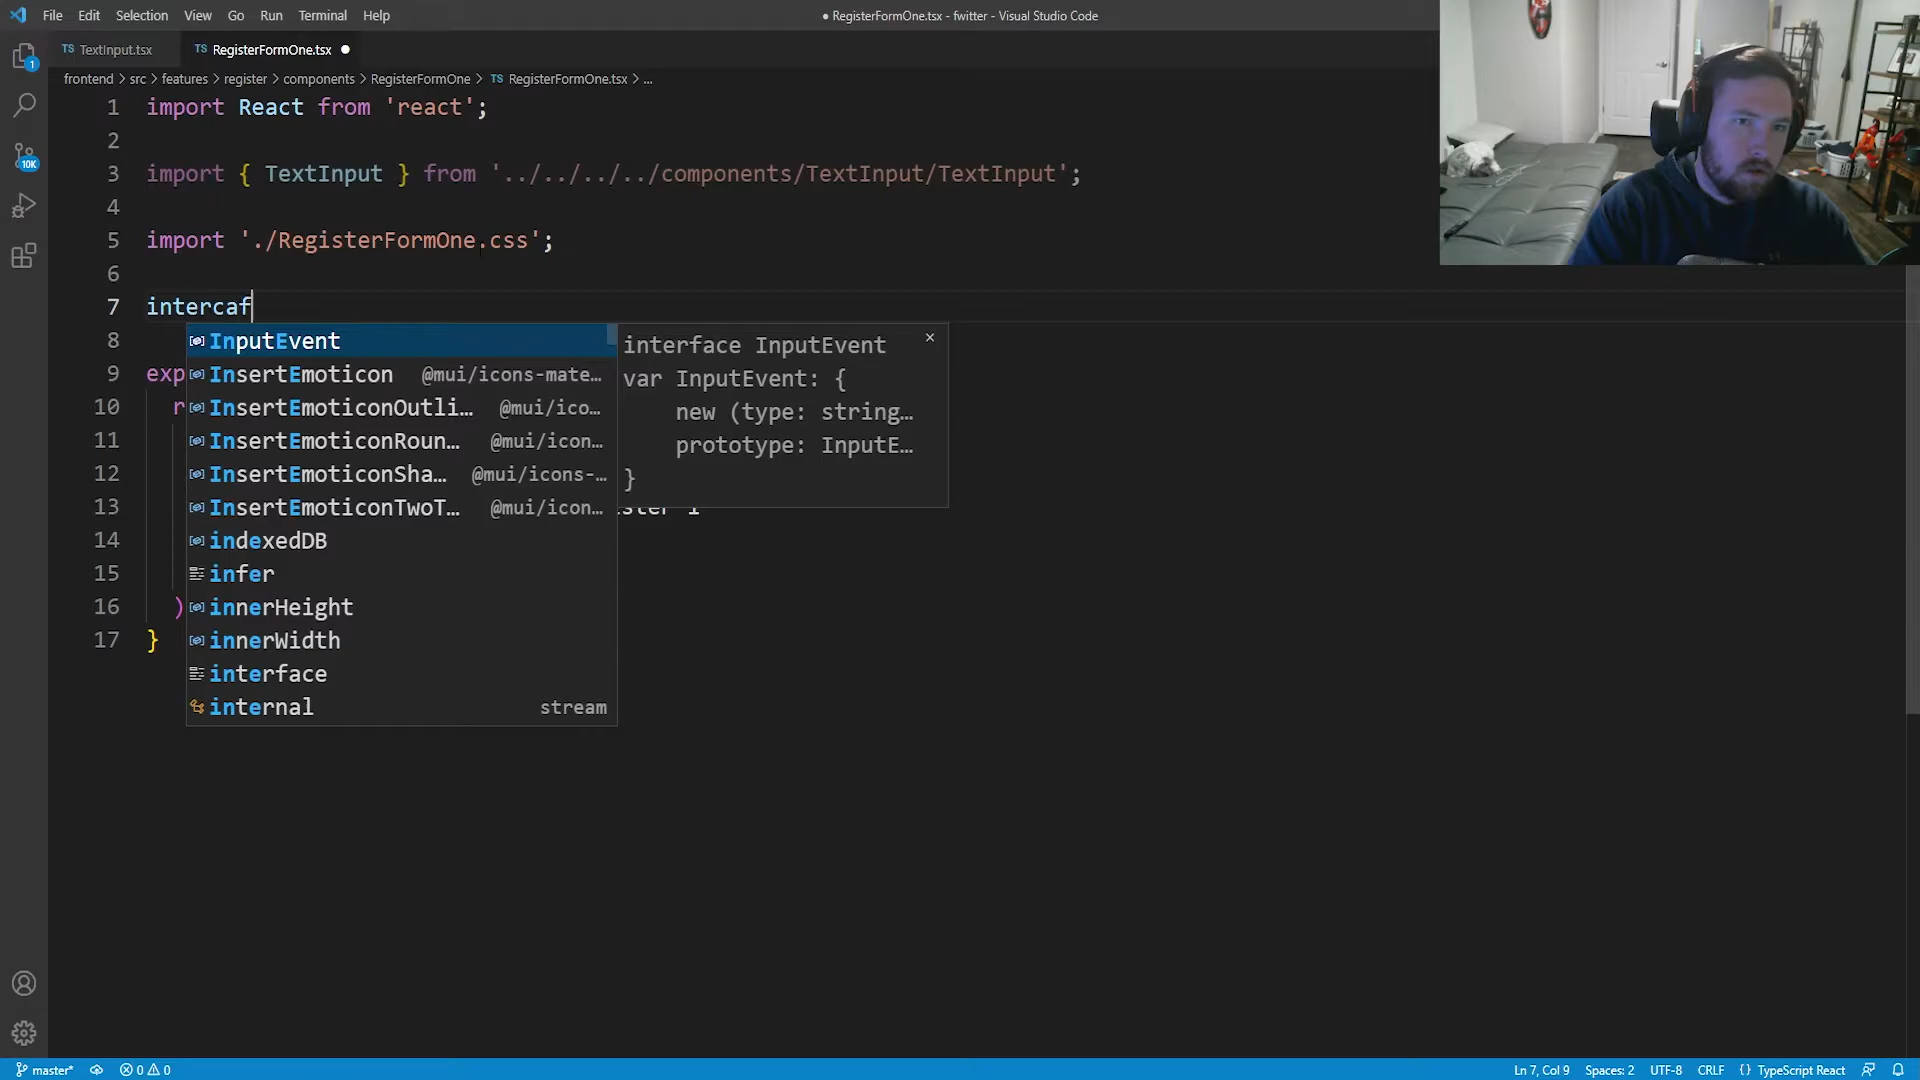 File Edit Selection View Go Run Terminal Help
● RegisterFormOne.tsx - fwitter - Visual Studio Code
TS TextInput.tsx TS RegisterFormOne.tsx ●
frontend > src > features > register > components > RegisterFormOne > TS RegisterFormOne.tsx > ...
1 import React from 'react';
2
3 import { TextInput } from '../../../../components/TextInput/TextInput';
4
5 import './RegisterFormOne.css';
6
7 intercaf
8 InputEvent
interface InputEvent
InsertEmoticon @mui/icons-mate...
var InputEvent: {
9 exp
10 r InsertEmoticonOutli... @mui/ico...
new (type: string...
11 InsertEmoticonRoun... @mui/icon...
prototype: InputE...
12 InsertEmoticonSha... @mui/icons-...
}
13 InsertEmoticonTwoT... @mui/icon...
14 indexedDB
15 infer
16 ) innerHeight
17 } innerWidth
interface
internal stream
1
10K
master* 0 0
Ln 7, Col 9 Spaces: 2 UTF-8 CRLF {} TypeScript React